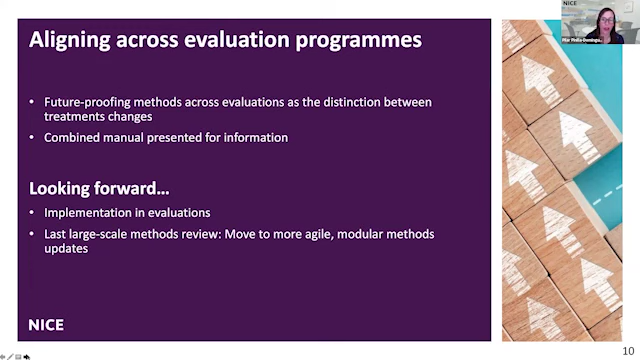 NICE
Aligning across evaluation programmes
• Future-proofing methods across evaluations as the distinction between
treatments changes
• Combined manual presented for information
Looking forward…
• Implementation in evaluations
• Last large-scale methods review: Move to more agile, modular methods
updates
NICE
10